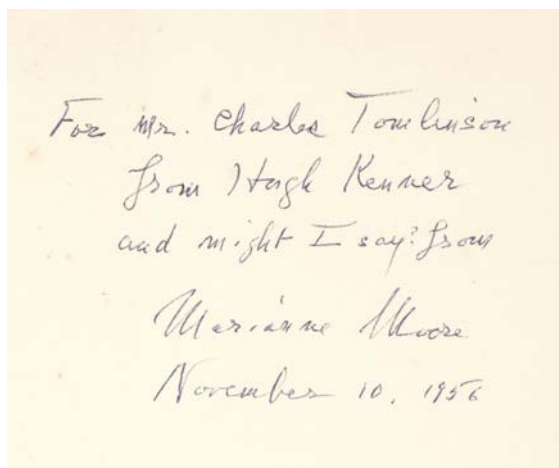 For Mr. Charles Tomlinson
from Hugh Kenner
and might I say? from
Marianne Moore
November 10, 1956